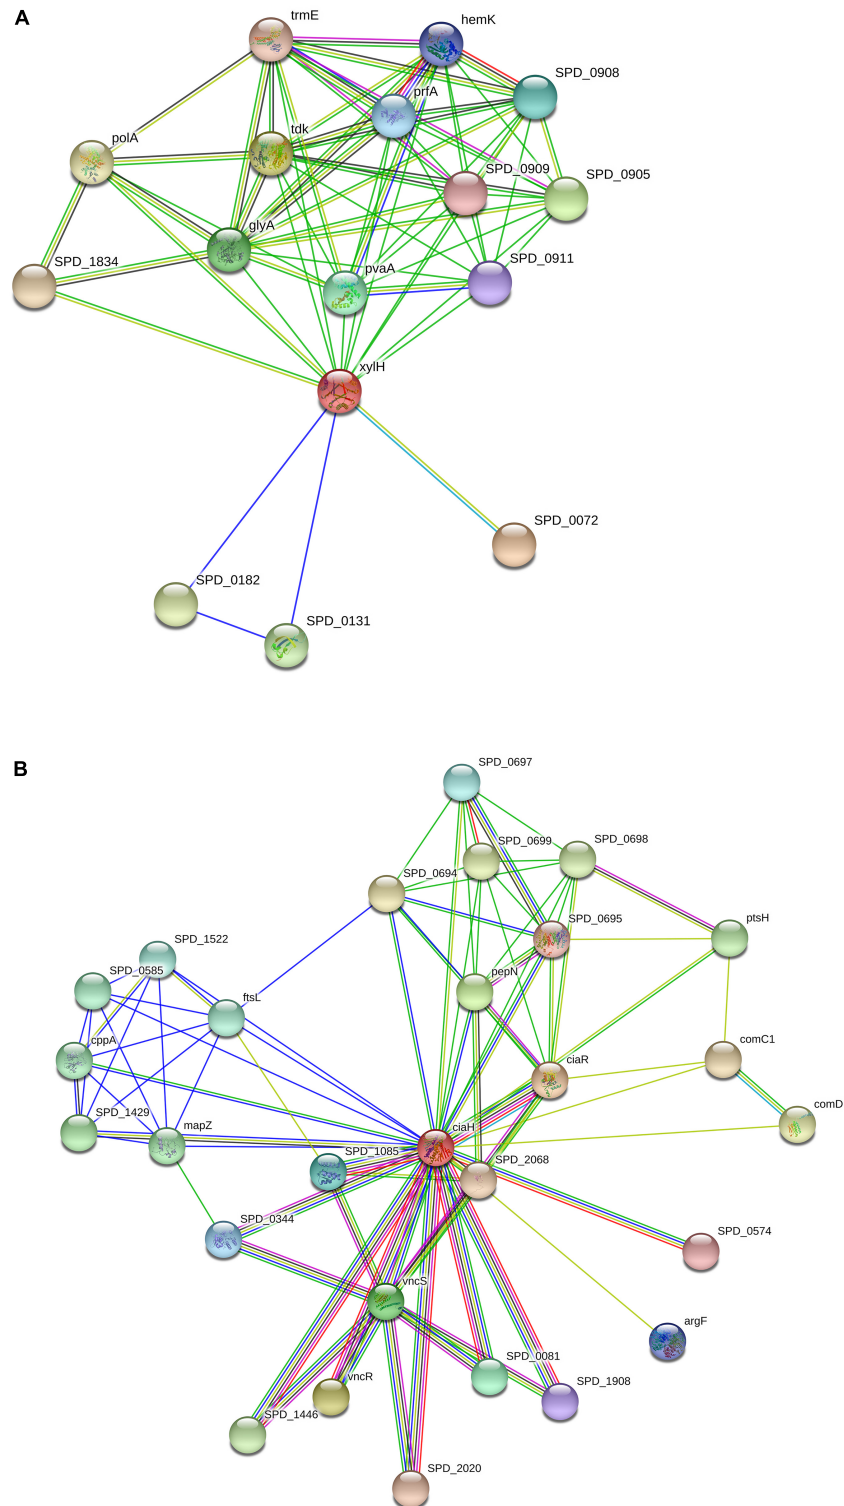 A
trmE
hemK
SPD_0908
prfA
tdk
polA
SPD_0909
SPD_0905
glyA
SPD_1834
pvaA
SPD_0911
xylH
SPD_0072
SPD_0182
SPD_0131
B
SPD_0697
SPD_0699
SPD_0698
SPD_0694
SPD_0695
ptsH
SPD_1522
SPD_0585
pepN
ftsL
cppA
comC1
ciaR
comD
SPD_1429
mapZ
ciaH
SPD_1085
SPD_2068
SPD_0344
SPD_0574
vncS
argF
SPD_0081
vncR
SPD_1908
SPD_1446
SPD_2020